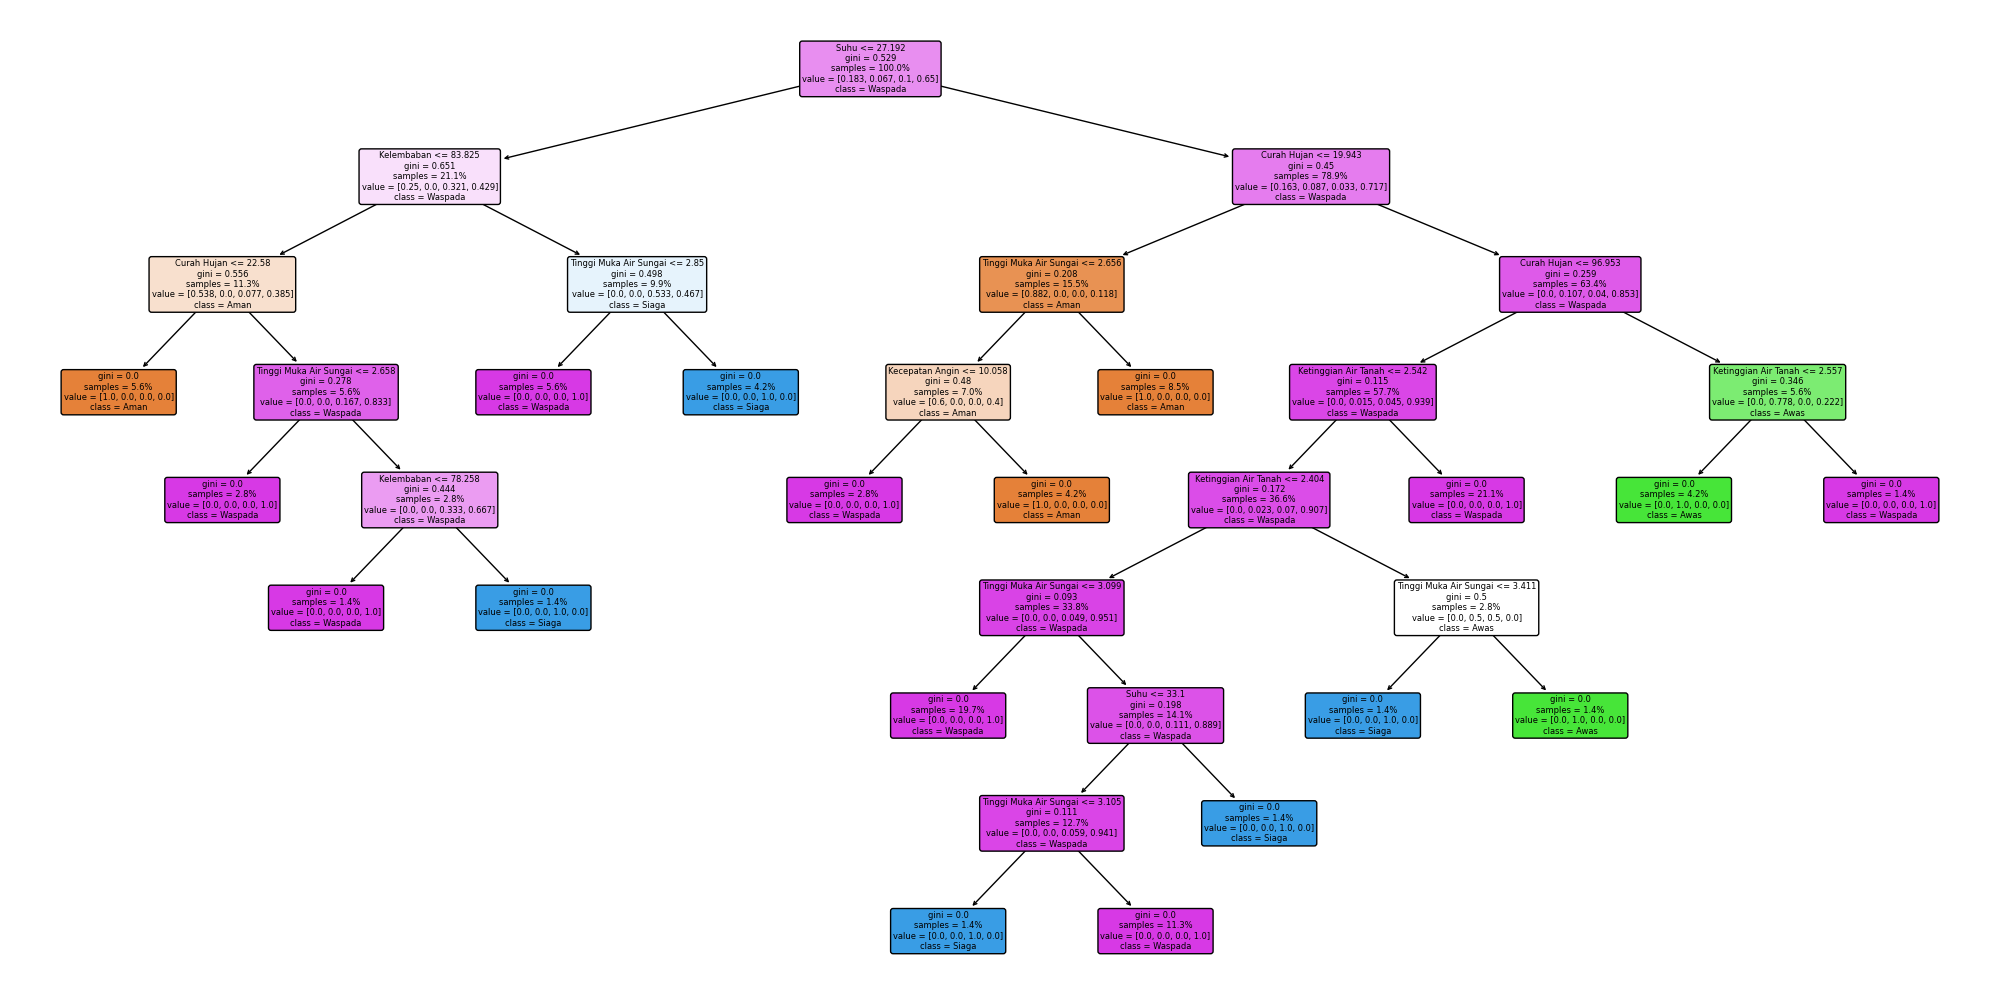 Suhu <= 27.192
gini = 0.529
samples = 100.0%
value = [0.183, 0.067, 0.1, 0.65]
class = Waspada
Kelembaban <= 83.825
gini = 0.651
samples = 21.1%
value = [0.25, 0.0, 0.321, 0.429]
class = Waspada
Curah Hujan <= 19.943
gini = 0.45
samples = 78.9%
value = [0.163, 0.087, 0.033, 0.717]
class = Waspada
Curah Hujan <= 22.58
gini = 0.556
samples = 11.3%
value = [0.538, 0.0, 0.077, 0.385]
class = Aman
Tinggi Muka Air Sungai <= 2.85
gini = 0.498
samples = 9.9%
value = [0.0, 0.0, 0.533, 0.467]
class = Siaga
Tinggi Muka Air Sungai <= 2.656
gini = 0.208
samples = 15.5%
value = [0.882, 0.0, 0.0, 0.118]
class = Aman
Curah Hujan <= 96.953
gini = 0.259
samples = 63.4%
value = [0.0, 0.107, 0.04, 0.853]
class = Waspada
gini = 0.0
samples = 5.6%
value = [1.0, 0.0, 0.0, 0.0]
class = Aman
Tinggi Muka Air Sungai <= 2.658
gini = 0.278
samples = 5.6%
value = [0.0, 0.0, 0.167, 0.833]
class = Waspada
gini = 0.0
samples = 5.6%
value = [0.0, 0.0, 0.0, 1.0]
class = Waspada
gini = 0.0
samples = 4.2%
value = [0.0, 0.0, 1.0, 0.0]
class = Siaga
Kecepatan Angin <= 10.058
gini = 0.48
samples = 7.0%
value = [0.6, 0.0, 0.0, 0.4]
class = Aman
gini = 0.0
samples = 8.5%
value = [1.0, 0.0, 0.0, 0.0]
class = Aman
Ketinggian Air Tanah <= 2.542
gini = 0.115
samples = 57.7%
value = [0.0, 0.015, 0.045, 0.939]
class = Waspada
Ketinggian Air Tanah <= 2.557
gini = 0.346
samples = 5.6%
value = [0.0, 0.778, 0.0, 0.222]
class = Awas
gini = 0.0
samples = 2.8%
value = [0.0, 0.0, 0.0, 1.0]
class = Waspada
Kelembaban <= 78.258
gini = 0.444
samples = 2.8%
value = [0.0, 0.0, 0.333, 0.667]
class = Waspada
gini = 0.0
samples = 2.8%
value = [0.0, 0.0, 0.0, 1.0]
class = Waspada
gini = 0.0
samples = 4.2%
value = [1.0, 0.0, 0.0, 0.0]
class = Aman
Ketinggian Air Tanah <= 2.404
gini = 0.172
samples = 36.6%
value = [0.0, 0.023, 0.07, 0.907]
class = Waspada
gini = 0.0
samples = 21.1%
value = [0.0, 0.0, 0.0, 1.0]
class = Waspada
gini = 0.0
samples = 4.2%
value = [0.0, 1.0, 0.0, 0.0]
class = Awas
gini = 0.0
samples = 1.4%
value = [0.0, 0.0, 0.0, 1.0]
class = Waspada
gini = 0.0
samples = 1.4%
value = [0.0, 0.0, 0.0, 1.0]
class = Waspada
gini = 0.0
samples = 1.4%
value = [0.0, 0.0, 1.0, 0.0]
class = Siaga
Tinggi Muka Air Sungai <= 3.099
gini = 0.093
samples = 33.8%
value = [0.0, 0.0, 0.049, 0.951]
class = Waspada
Tinggi Muka Air Sungai <= 3.411
gini = 0.5
samples = 2.8%
value = [0.0, 0.5, 0.5, 0.0]
class = Awas
gini = 0.0
samples = 19.7%
value = [0.0, 0.0, 0.0, 1.0]
class = Waspada
Suhu <= 33.1
gini = 0.198
samples = 14.1%
value = [0.0, 0.0, 0.111, 0.889]
class = Waspada
gini = 0.0
samples = 1.4%
value = [0.0, 0.0, 1.0, 0.0]
class = Siaga
gini = 0.0
samples = 1.4%
value = [0.0, 1.0, 0.0, 0.0]
class = Awas
Tinggi Muka Air Sungai <= 3.105
gini = 0.111
samples = 12.7%
value = [0.0, 0.0, 0.059, 0.941]
class = Waspada
gini = 0.0
samples = 1.4%
value = [0.0, 0.0, 1.0, 0.0]
class = Siaga
gini = 0.0
samples = 1.4%
value = [0.0, 0.0, 1.0, 0.0]
class = Siaga
gini = 0.0
samples = 11.3%
value = [0.0, 0.0, 0.0, 1.0]
class = Waspada